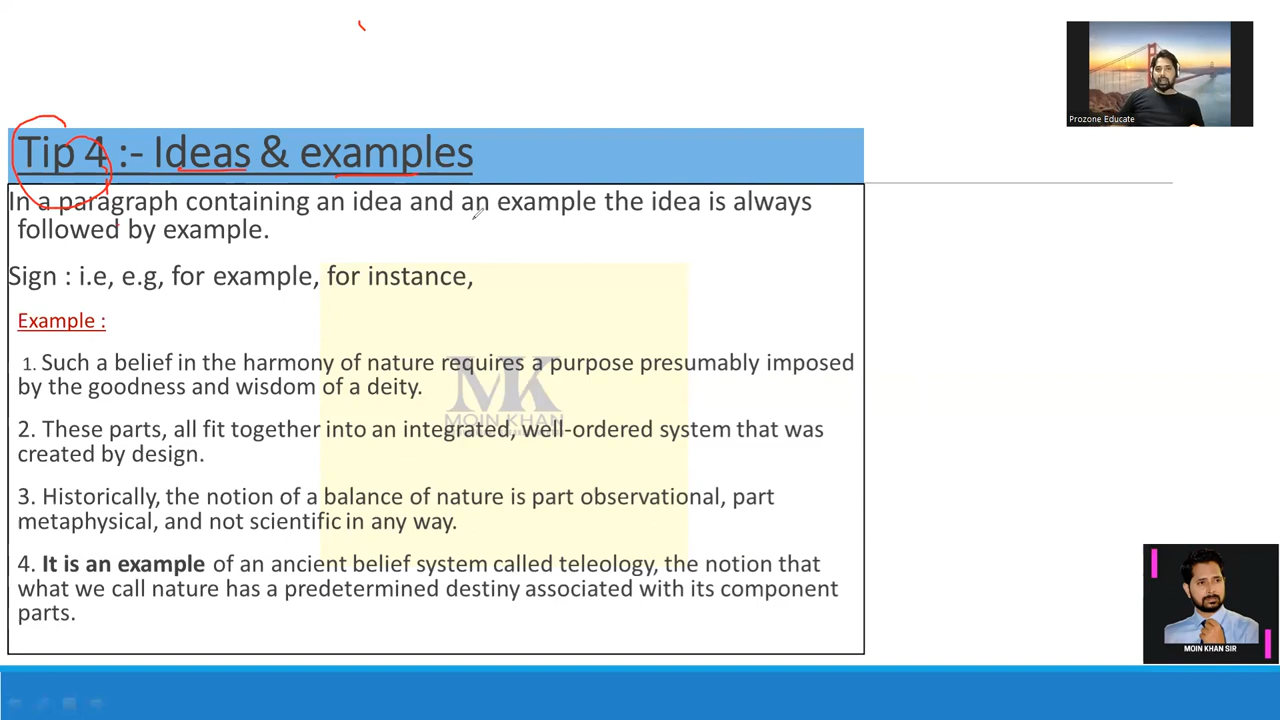 Prozone Educate
Tip 4 :- Ideas & examples
In a paragraph containing an idea and an example the idea is always
followed by example.
Sign : i.e, e.g, for example, for instance,
Example :
1. Such a belief in the harmony of nature requires a purpose presumably imposed
by the goodness and wisdom of a deity.
MK
MOIN KHAN
2. These parts, all fit together into an integrated, well-ordered system that was
created by design.
3. Historically, the notion of a balance of nature is part observational, part
metaphysical, and not scientific in any way.
4. It is an example of an ancient belief system called teleology, the notion that
what we call nature has a predetermined destiny associated with its component
parts.
MOIN KHAN SIR